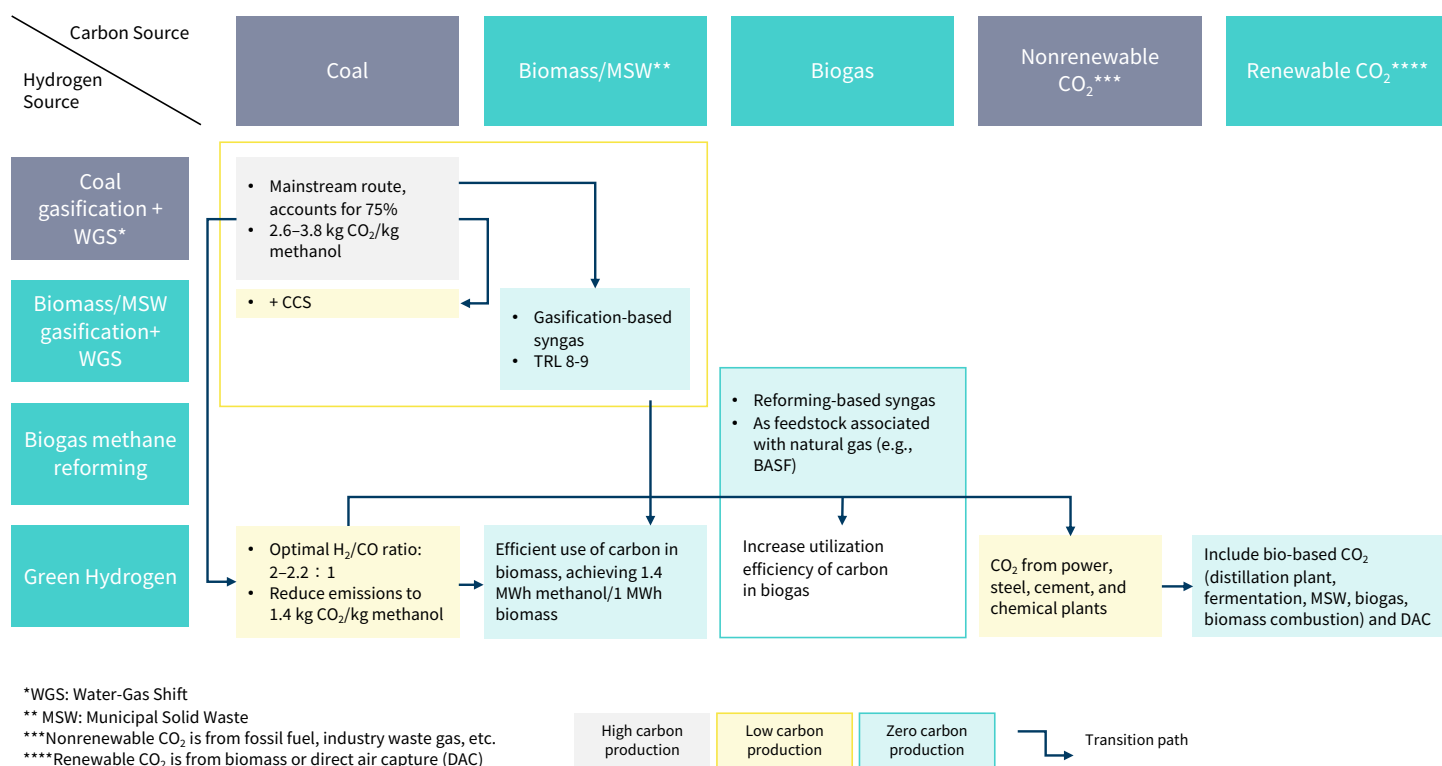 Carbon Source
Hydrogen
Source
Coal
Biomass/MSW**
Biogas
Nonrenewable
CO₂***
Renewable CO₂****
Coal
gasification +
WGS*
• Mainstream route,
accounts for 75%
• 2.6–3.8 kg CO₂/kg
methanol
• + CCS
Biomass/MSW
gasification+
WGS
• Gasification-based
syngas
• TRL 8-9
Biogas methane
reforming
• Reforming-based syngas
• As feedstock associated
with natural gas (e.g.,
BASF)
Green Hydrogen
• Optimal H₂/CO ratio:
2–2.2：1
• Reduce emissions to
1.4 kg CO₂/kg methanol
Efficient use of carbon in
biomass, achieving 1.4
MWh methanol/1 MWh
biomass
Increase utilization
efficiency of carbon
in biogas
CO₂ from power,
steel, cement, and
chemical plants
Include bio-based CO₂
(distillation plant,
fermentation, MSW, biogas,
biomass combustion) and DAC
*WGS: Water-Gas Shift
** MSW: Municipal Solid Waste
***Nonrenewable CO₂ is from fossil fuel, industry waste gas, etc.
****Renewable CO₂ is from biomass or direct air capture (DAC)
High carbon
production
Low carbon
production
Zero carbon
production
Transition path